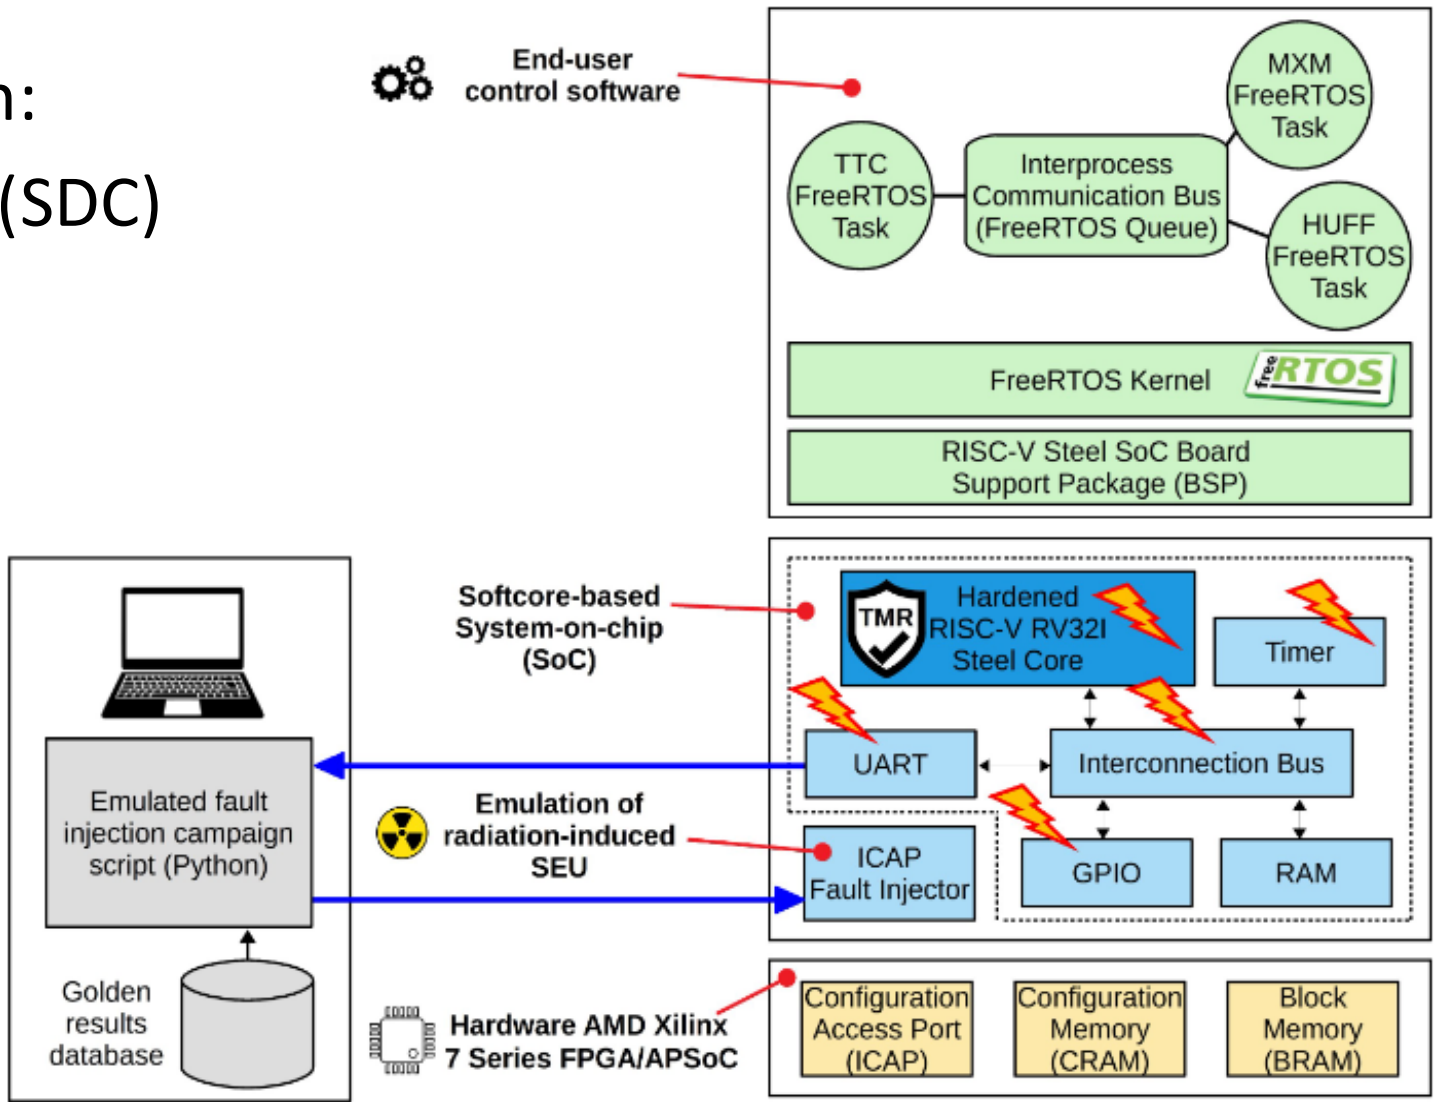 n:
(SDC)
End-user
control software
MXM
FreeRTOS
Task
TTC
FreeRTOS
Task
Interprocess
Communication Bus
(FreeRTOS Queue)
HUFF
FreeRTOS
Task
FreeRTOS Kernel
freeRTOS
RISC-V Steel SoC Board
Support Package (BSP)
Softcore-based
System-on-chip
(SoC)
TMR
Hardened
RISC-V RV32I
Steel Core
Timer
UART
Interconnection Bus
Emulated fault
injection campaign
script (Python)
Emulation of
radiation-induced
SEU
ICAP
Fault Injector
GPIO
RAM
Golden
results
database
Hardware AMD Xilinx
7 Series FPGA/APSoC
Configuration
Access Port
(ICAP)
Configuration
Memory
(CRAM)
Block
Memory
(BRAM)